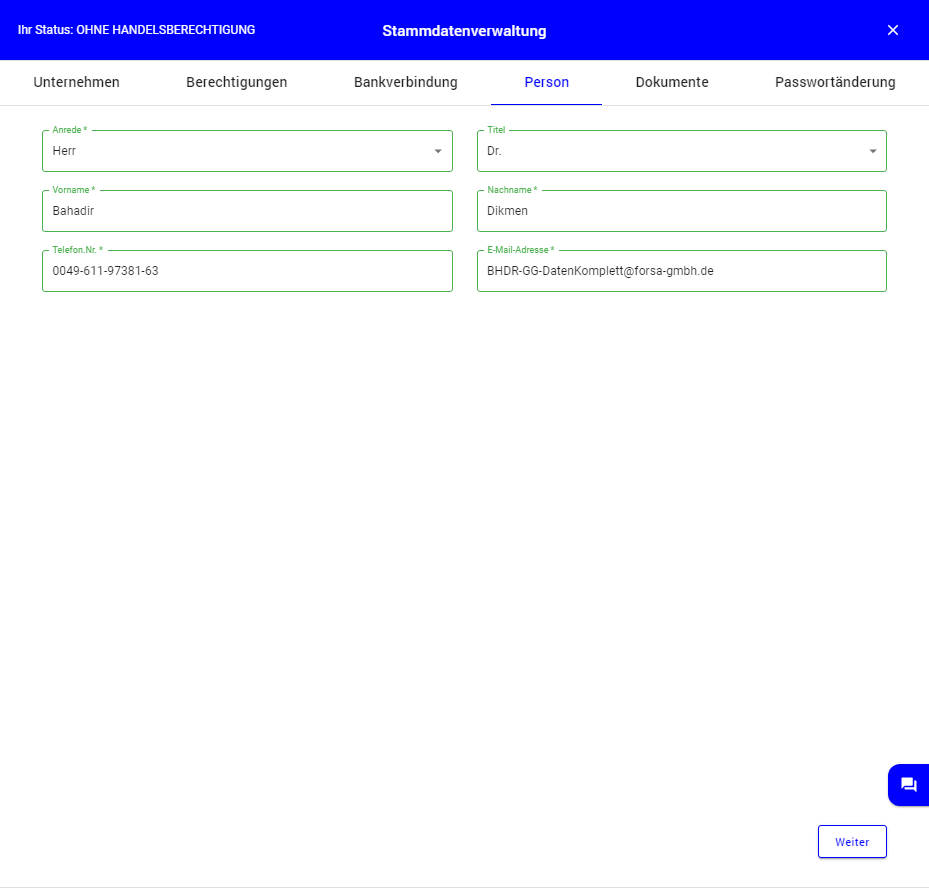 Ihr Status: OHNE HANDELSBERECHTIGUNG
Stammdatenverwaltung
Unternehmen
Berechtigungen
Bankverbindung
Person
Dokumente
Passwortänderung
Anrede *
Herr
Titel
Dr.
Vorname *
Bahadir
Nachname *
Dikmen
Telefon.Nr. *
0049-611-97381-63
E-Mail-Adresse *
BHDR-GG-DatenKomplett@forsa-gmbh.de
Weiter